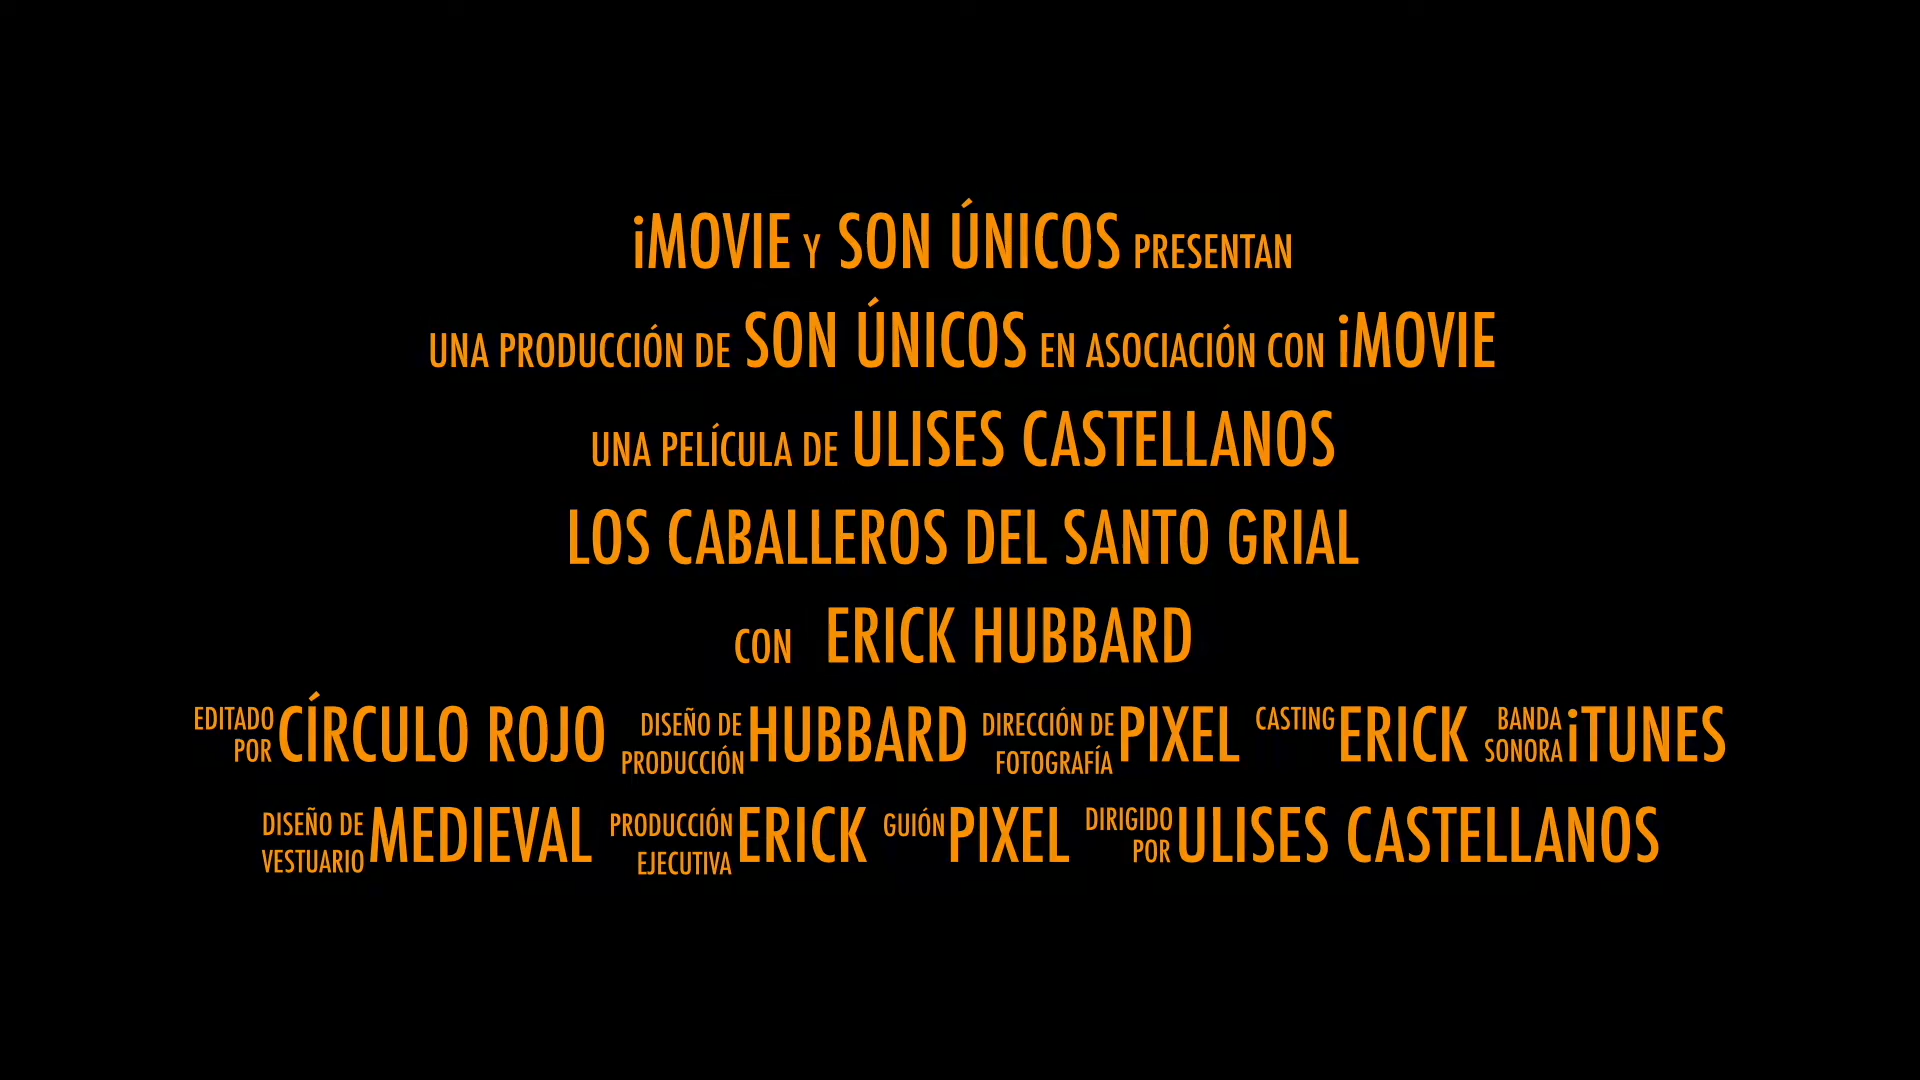 iMOVIE Y SON ÚNICOS PRESENTAN
UNA PRODUCCIÓN DE SON ÚNICOS EN ASOCIACIÓN CON iMOVIE
UNA PELÍCULA DE ULISES CASTELLANOS
LOS CABALLEROS DEL SANTO GRIAL
CON ERICK HUBBARD
EDITADO POR CÍRCULO ROJO DISEÑO DE PRODUCCIÓN HUBBARD DIRECCIÓN DE FOTOGRAFÍA PIXEL CASTING ERICK BANDA SONORA iTUNES
DISEÑO DE VESTUARIO MEDIEVAL PRODUCCIÓN EJECUTIVA ERICK GUIÓN PIXEL DIRIGIDO POR ULISES CASTELLANOS